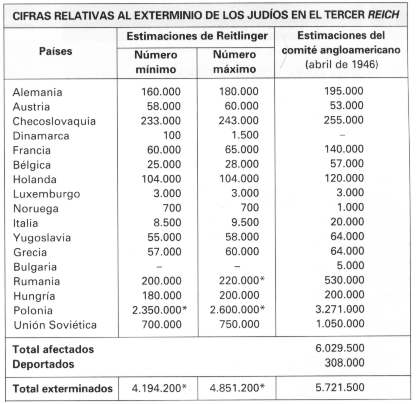 CIFRAS RELATIVAS AL EXTERMINIO DE LOS JUDÍOS EN EL TERCER REICH
Países Estimaciones de Reitlinger Estimaciones del comité angloamericano (abril de 1946)
Número mínimo Número máximo
Alemania 160.000 180.000 195.000
Austria 58.000 60.000 53.000
Checoslovaquia 233.000 243.000 255.000
Dinamarca 100 1.500 –
Francia 60.000 65.000 140.000
Bélgica 25.000 28.000 57.000
Holanda 104.000 104.000 120.000
Luxemburgo 3.000 3.000 3.000
Noruega 700 700 1.000
Italia 8.500 9.500 20.000
Yugoslavia 55.000 58.000 64.000
Grecia 57.000 60.000 64.000
Bulgaria – – 5.000
Rumania 200.000 220.000* 530.000
Hungría 180.000 200.000 200.000
Polonia 2.350.000* 2.600.000* 3.271.000
Unión Soviética 700.000 750.000 1.050.000
Total afectados 6.029.500
Deportados 308.000
Total exterminados 4.194.200* 4.851.200* 5.721.500